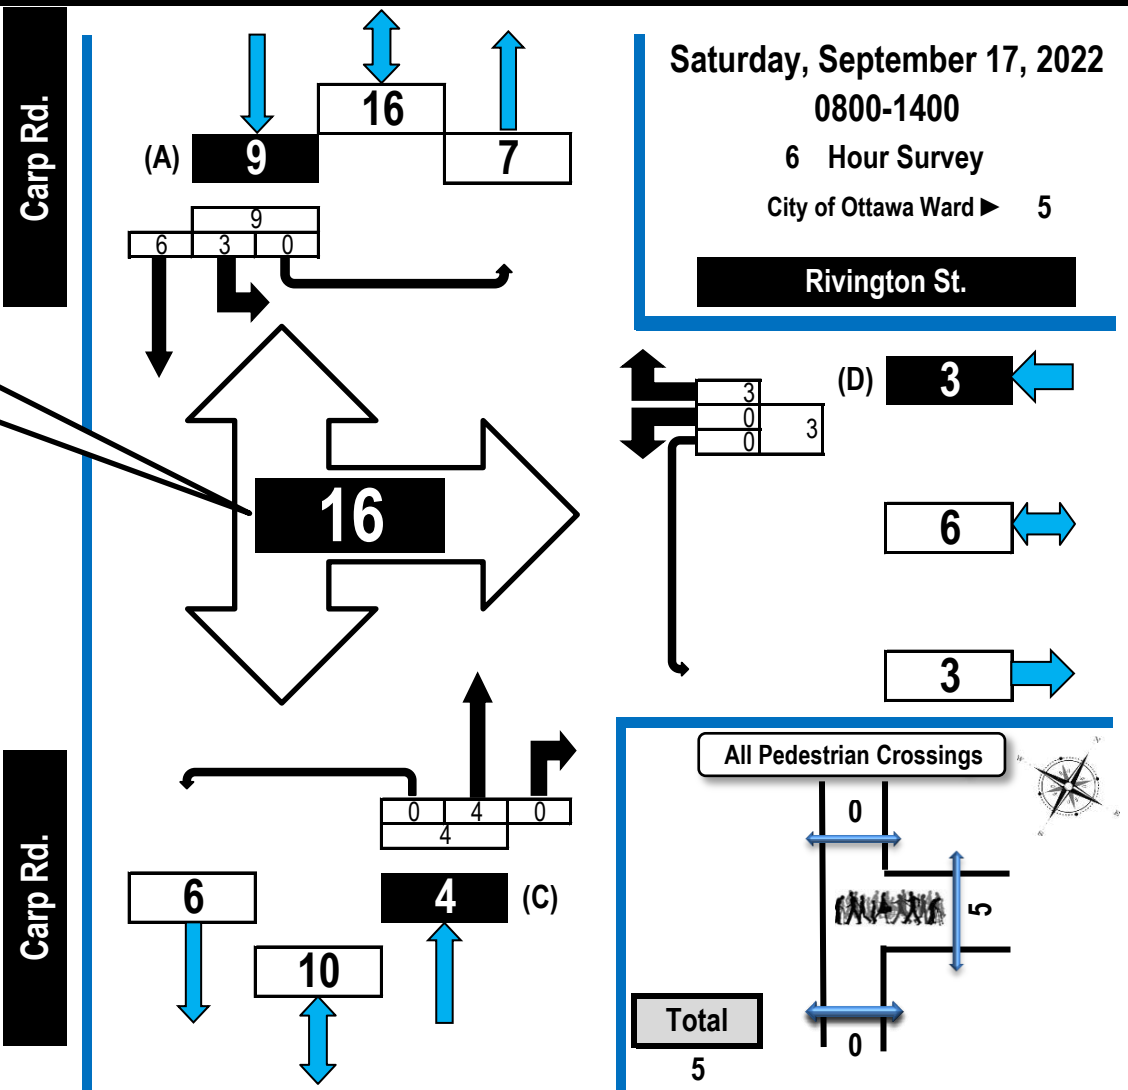 Carp Rd.
(A)
9
16
7
9
6 3 0
Saturday, September 17, 2022
0800-1400
6 Hour Survey
City of Ottawa Ward ► 5
Rivington St.
3
0
0
3
(D)
3
16
6
3
Carp Rd.
0 4 0
4
6
4
(C)
10
All Pedestrian Crossings
N
W
E
S
0
5
0
Total
5